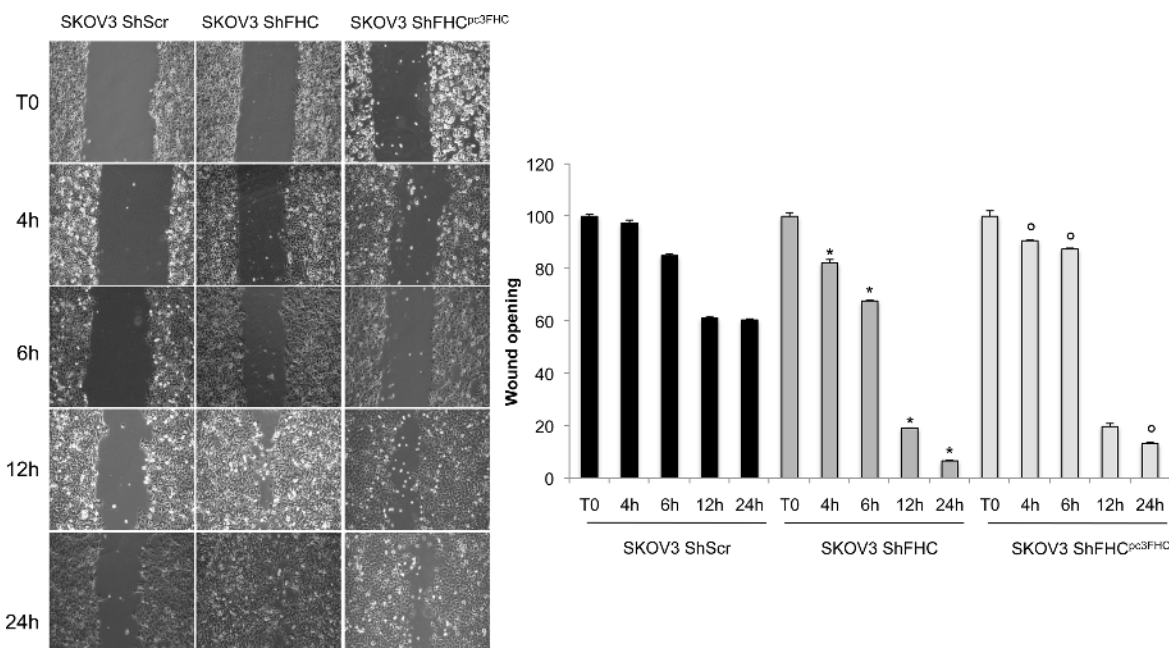 SKOV3 ShScr SKOV3 ShFHC SKOV3 ShFHCpc3FHC
T0
4h
6h
12h
24h
Wound opening
120
100
80
60
40
20
0
* * * *
o o o
T0 4h 6h 12h 24h T0 4h 6h 12h 24h T0 4h 6h 12h 24h
SKOV3 ShScr SKOV3 ShFHC SKOV3 ShFHCpc3FHC